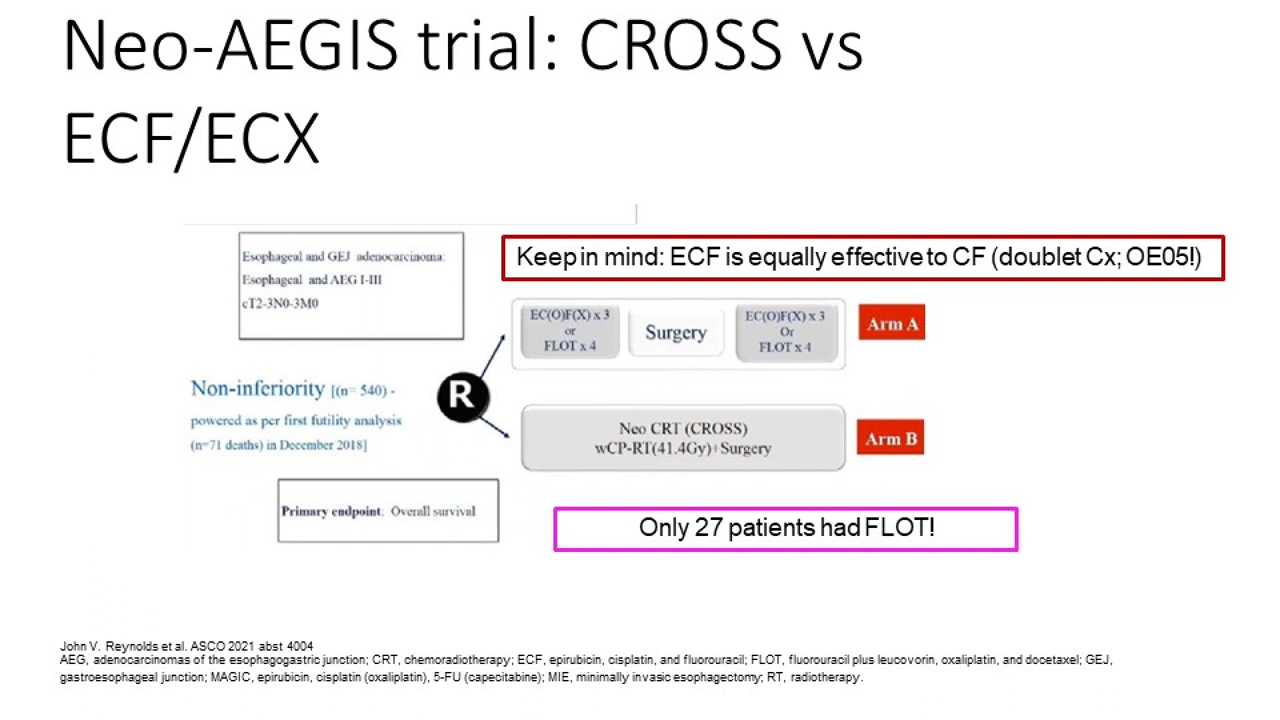 Neo-AEGIS trial: CROSS vs
ECF/ECX
Keep in mind: ECF is equally effective to CF (doublet Cx; OE05!)
Esophageal and GEJ adenocarcinoma:
Esophageal and AEG I-III
cT2-3N0-3M0
EC(O)F(X) x 3
or
FLOT x 4
Surgery
EC(O)F(X) x 3
Or
FLOT x 4
Arm A
Non-inferiority [(n= 540) -
powered as per first futility analysis
(n=71 deaths) in December 2018]
R
Neo CRT (CROSS)
wCP-RT(41.4Gy)+Surgery
Arm B
Primary endpoint: Overall survival
Only 27 patients had FLOT!
John V. Reynolds et al. ASCO 2021 abst 4004
AEG, adenocarcinomas of the esophagogastric junction; CRT, chemoradiotherapy; ECF, epirubicin, cisplatin, and fluorouracil; FLOT, fluorouracil plus leucovorin, oxaliplatin, and docetaxel; GEJ,
gastroesophageal junction; MAGIC, epirubicin, cisplatin (oxaliplatin), 5-FU (capecitabine); MIE, minimally invasic esophagectomy; RT, radiotherapy.